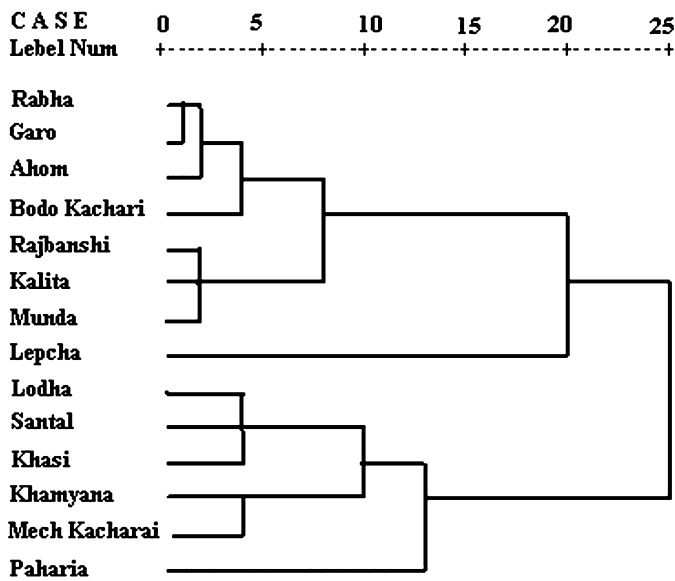 C A S E 0 5 10 15 20 25
Lebel Num
Rabha
Garo
Ahom
Bodo Kachari
Rajbanshi
Kalita
Munda
Lepcha
Lodha
Santal
Khasi
Khamyana
Mech Kacharai
Paharia